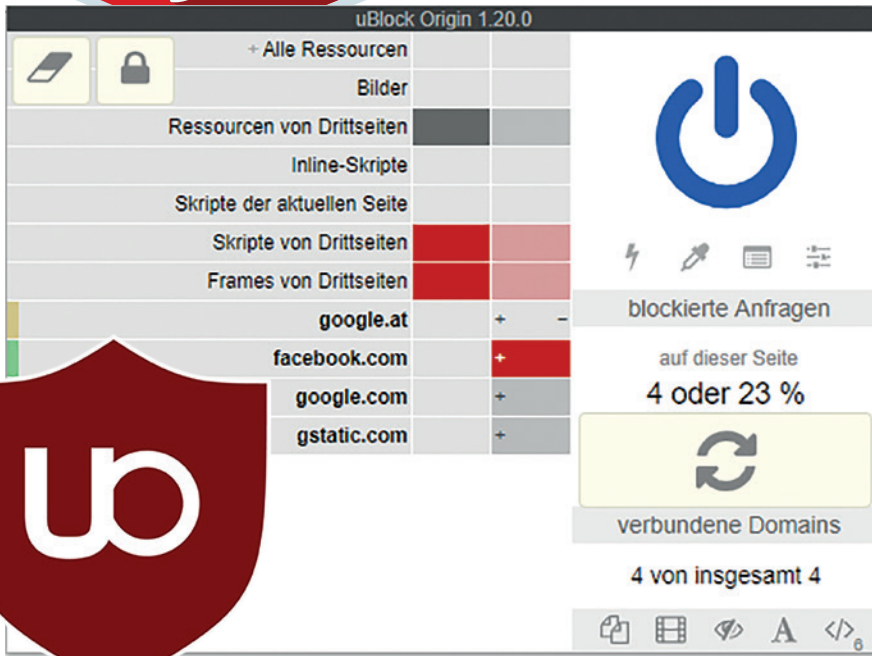 uBlock Origin 1.20.0
+ Alle Ressourcen
Bilder
Ressourcen von Drittseiten
Inline-Skripte
Skripte der aktuellen Seite
Skripte von Drittseiten
Frames von Drittseiten
google.at + −
facebook.com +
google.com +
gstatic.com +
uo
blockierte Anfragen
auf dieser Seite
4 oder 23 %
verbundene Domains
4 von insgesamt 4
A </> 6